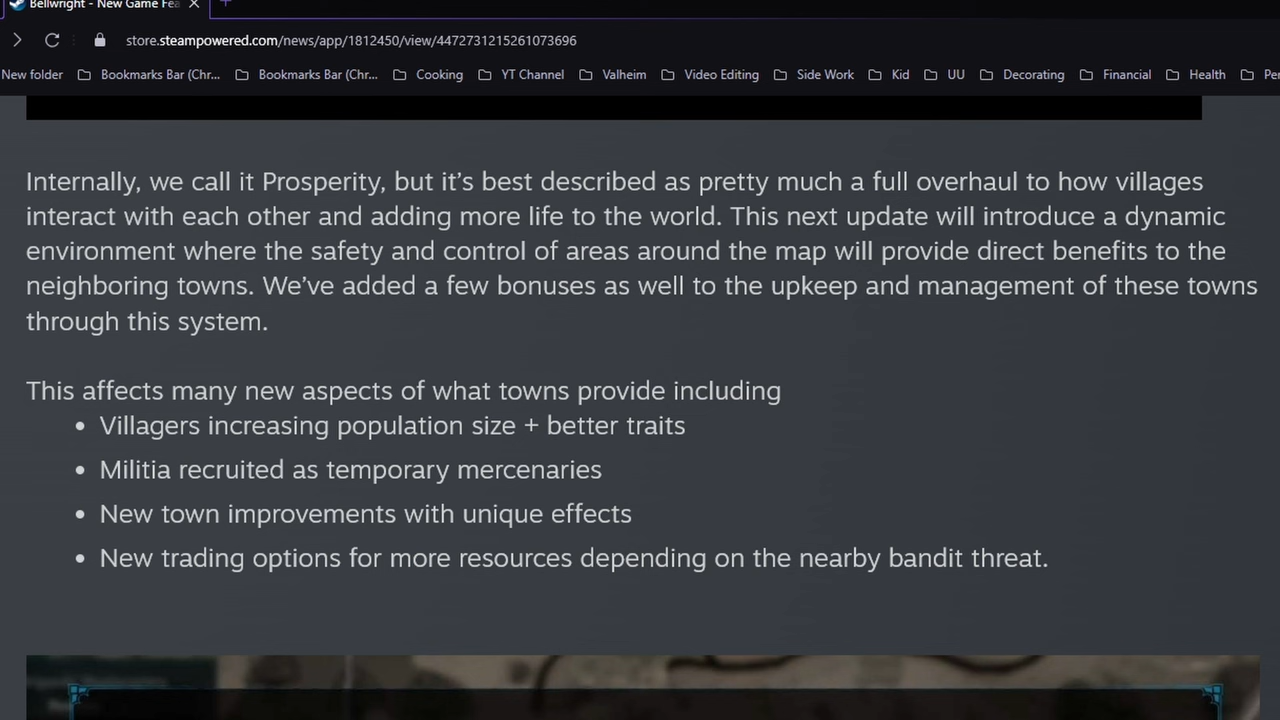 Bellwright - New Game Fea
store.steampowered.com/news/app/1812450/view/4472731215261073696
New folder Bookmarks Bar (Chr... Bookmarks Bar (Chr... Cooking YT Channel Valheim Video Editing Side Work Kid UU Decorating Financial Health Per
Internally, we call it Prosperity, but it's best described as pretty much a full overhaul to how villages
interact with each other and adding more life to the world. This next update will introduce a dynamic
environment where the safety and control of areas around the map will provide direct benefits to the
neighboring towns. We've added a few bonuses as well to the upkeep and management of these towns
through this system.
This affects many new aspects of what towns provide including
• Villagers increasing population size + better traits
• Militia recruited as temporary mercenaries
• New town improvements with unique effects
• New trading options for more resources depending on the nearby bandit threat.